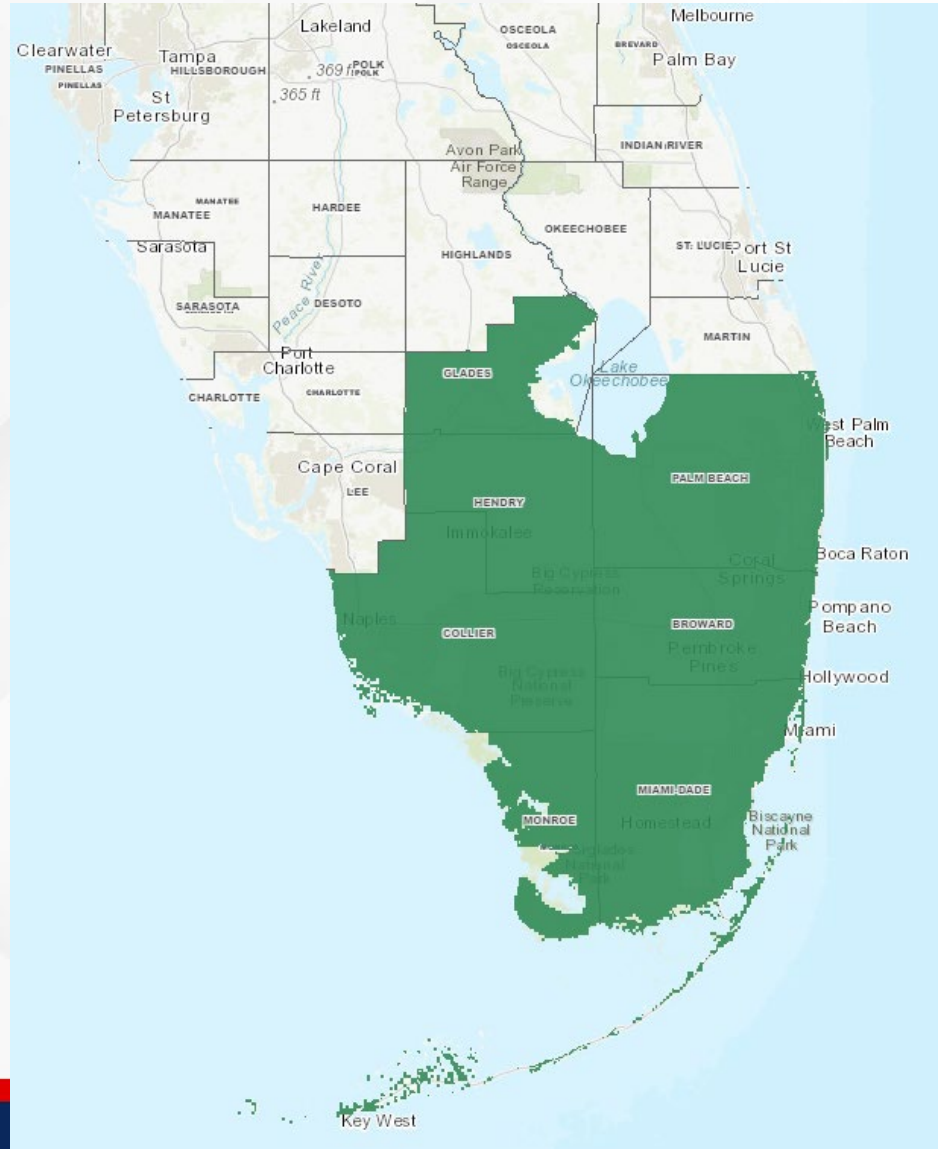 Melbourne
Lakeland
OSCEOLA
OSCEOLA
Clearwater
PINELLAS
PINELLAS
Tampa
HILLSBOROUGH
369 ft
POLK
POLK
BREVARD
Palm Bay
365 ft
St
Petersburg
Avon Park
Air Force
Range
INDIAN RIVER
MANATEE
MANATEE
HARDEE
OKEECHOBEE
Sarasota
HIGHLANDS
ST. LUCIE
ort St
Lucie
SARASOTA
Peace River
DESOTO
MARTIN
Port
Charlotte
GLADES
Lake
Okeechobee
CHARLOTTE
CHARLOTTE
West Palm
Beach
Cape Coral
LEE
PALM BEACH
HENDRY
Immokalee
Boca Raton
Coral
Springs
Big Cypress
Reservation
Pompano
Beach
Naples
COLLIER
BROWARD
Pembroke
Pines
Big Cypress
National
Preserve
Hollywood
Miami
MIAMI-DADE
MONROE
Homestead
Biscayne
National
Park
Everglades
National
Park
Key West